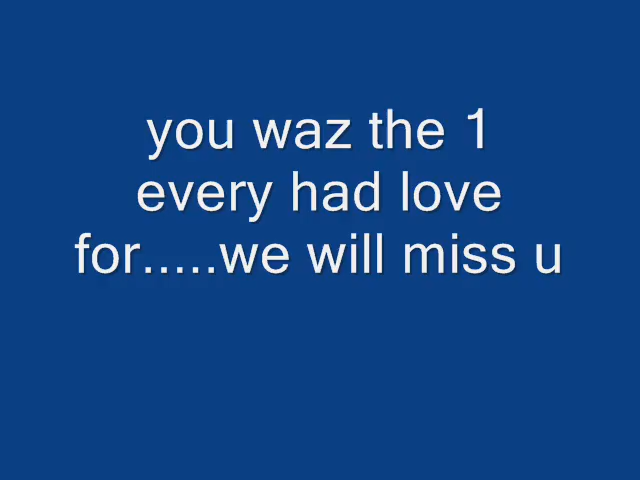 you waz the 1
every had love
for.....we will miss u